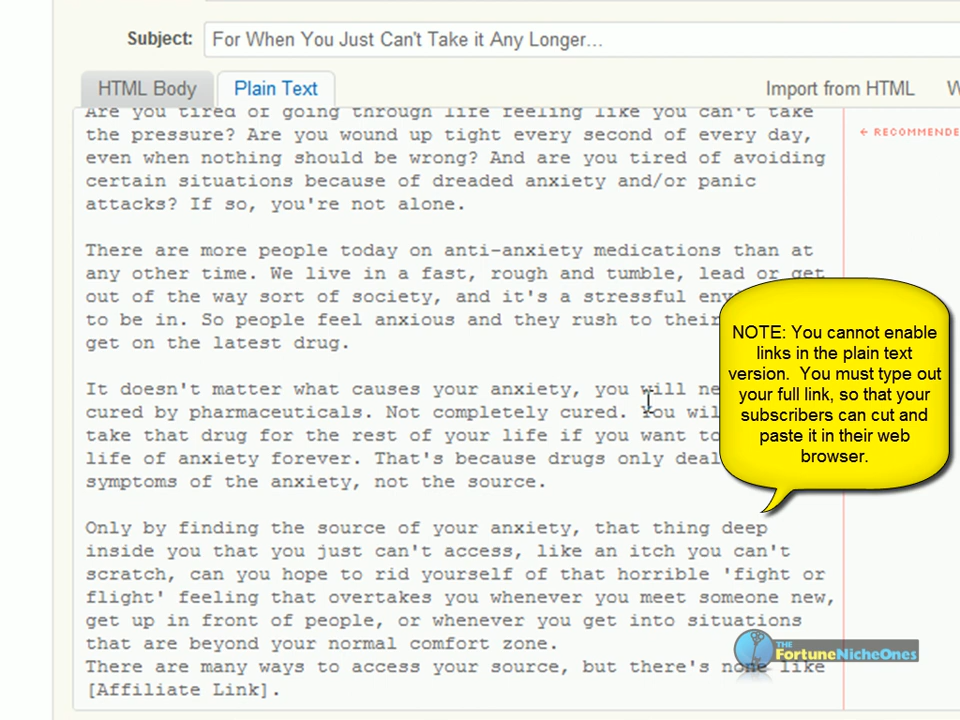 Subject: For When You Just Can't Take it Any Longer...
HTML Body Plain Text Import from HTML
Are you tired of going through life feeling like you can't take
the pressure? Are you wound up tight every second of every day,
even when nothing should be wrong? And are you tired of avoiding
certain situations because of dreaded anxiety and/or panic
attacks? If so, you're not alone.
There are more people today on anti-anxiety medications than at
any other time. We live in a fast, rough and tumble, lead or get
out of the way sort of society, and it's a stressful
to be in. So people feel anxious and they rush to their
get on the latest drug.
It doesn't matter what causes your anxiety, you will
cured by pharmaceuticals. Not completely cured. You
take that drug for the rest of your life if you want to
life of anxiety forever. That's because drugs only
symptoms of the anxiety, not the source.
Only by finding the source of your anxiety, that thing deep
inside you that you just can't access, like an itch you can't
scratch, can you hope to rid yourself of that horrible 'fight or
flight' feeling that overtakes you whenever you meet someone new,
get up in front of people, or whenever you get into situations
that are beyond your normal comfort zone.
There are many ways to access your source, but there's none like
[Affiliate Link].
← RECOMMENDE
NOTE: You cannot enable
links in the plain text
version. You must type out
your full link, so that your
subscribers can cut and
paste it in their web
browser.
THE
FortuneNicheOnes